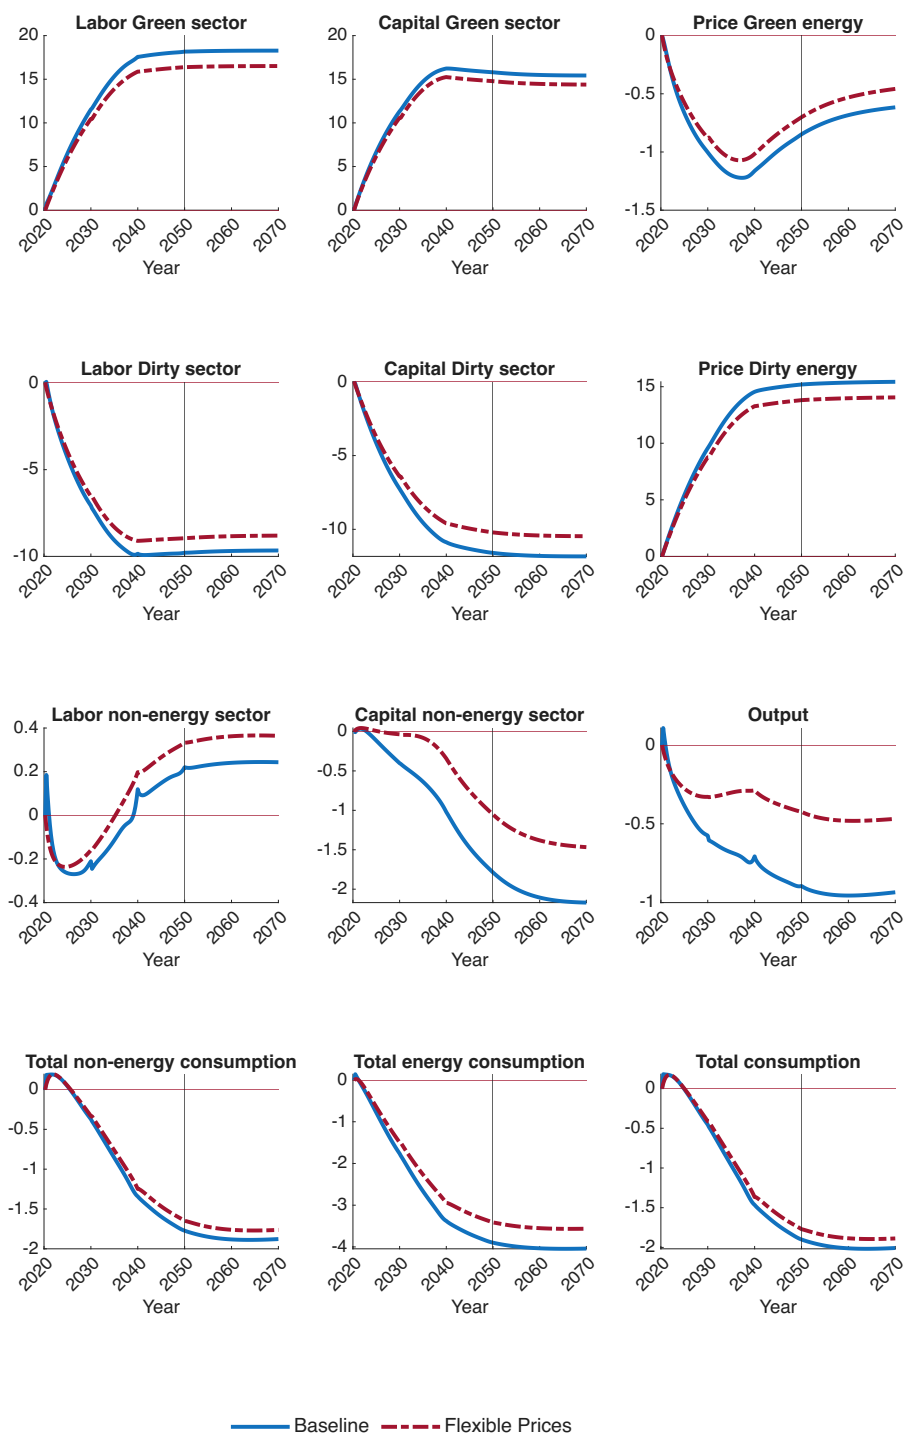 Labor Green sector
20
15
10
5
0
2020 2030 2040 2050 2060 2070
Year
Capital Green sector
20
15
10
5
0
2020 2030 2040 2050 2060 2070
Year
Price Green energy
0
-0.5
-1
-1.5
2020 2030 2040 2050 2060 2070
Year
Labor Dirty sector
0
-5
-10
2020 2030 2040 2050 2060 2070
Year
Capital Dirty sector
0
-5
-10
2020 2030 2040 2050 2060 2070
Year
Price Dirty energy
15
10
5
0
2020 2030 2040 2050 2060 2070
Year
Labor non-energy sector
0.4
0.2
0
-0.2
-0.4
2020 2030 2040 2050 2060 2070
Year
Capital non-energy sector
0
-0.5
-1
-1.5
-2
2020 2030 2040 2050 2060 2070
Year
Output
0
-0.5
-1
2020 2030 2040 2050 2060 2070
Year
Total non-energy consumption
0
-0.5
-1
-1.5
-2
2020 2030 2040 2050 2060 2070
Year
Total energy consumption
0
-1
-2
-3
-4
2020 2030 2040 2050 2060 2070
Year
Total consumption
0
-0.5
-1
-1.5
-2
2020 2030 2040 2050 2060 2070
Year
Baseline Flexible Prices